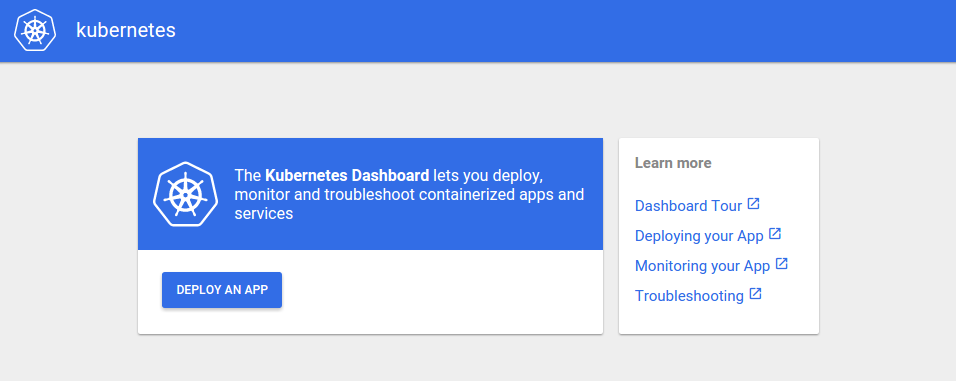 kubernetes
The Kubernetes Dashboard lets you deploy,
monitor and troubleshoot containerized apps and
services
DEPLOY AN APP
Learn more
Dashboard Tour
Deploying your App
Monitoring your App
Troubleshooting